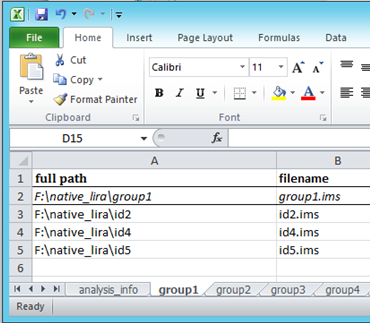 File Home Insert Page Layout Formulas Data
Cut
Copy
Format Painter
Paste
Calibri 11 A A
B I U A
Clipboard Font
D15 fx
A B
1 full path filename
2 F:\native_lira\group1 group1.ims
3 F:\native_lira\id2 id2.ims
4 F:\native_lira\id4 id4.ims
5 F:\native_lira\id5 id5.ims
6
analysis_info group1 group2 group3 group4
Ready